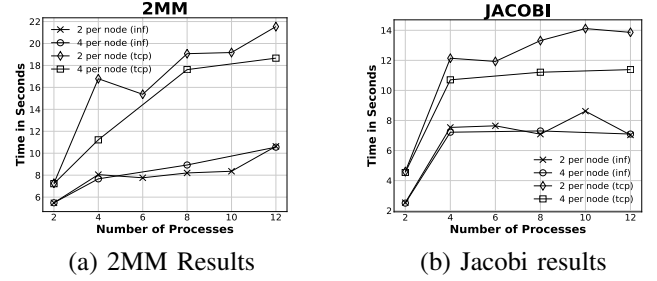 2MM
Time in Seconds
22
20
18
16
14
12
10
8
6
2 per node (inf)
4 per node (inf)
2 per node (tcp)
4 per node (tcp)
2 4 6 8 10 12
Number of Processes
(a) 2MM Results
JACOBI
Time in Seconds
14
12
10
8
6
4
2
2 per node (inf)
4 per node (inf)
2 per node (tcp)
4 per node (tcp)
2 4 6 8 10 12
Number of Processes
(b) Jacobi results